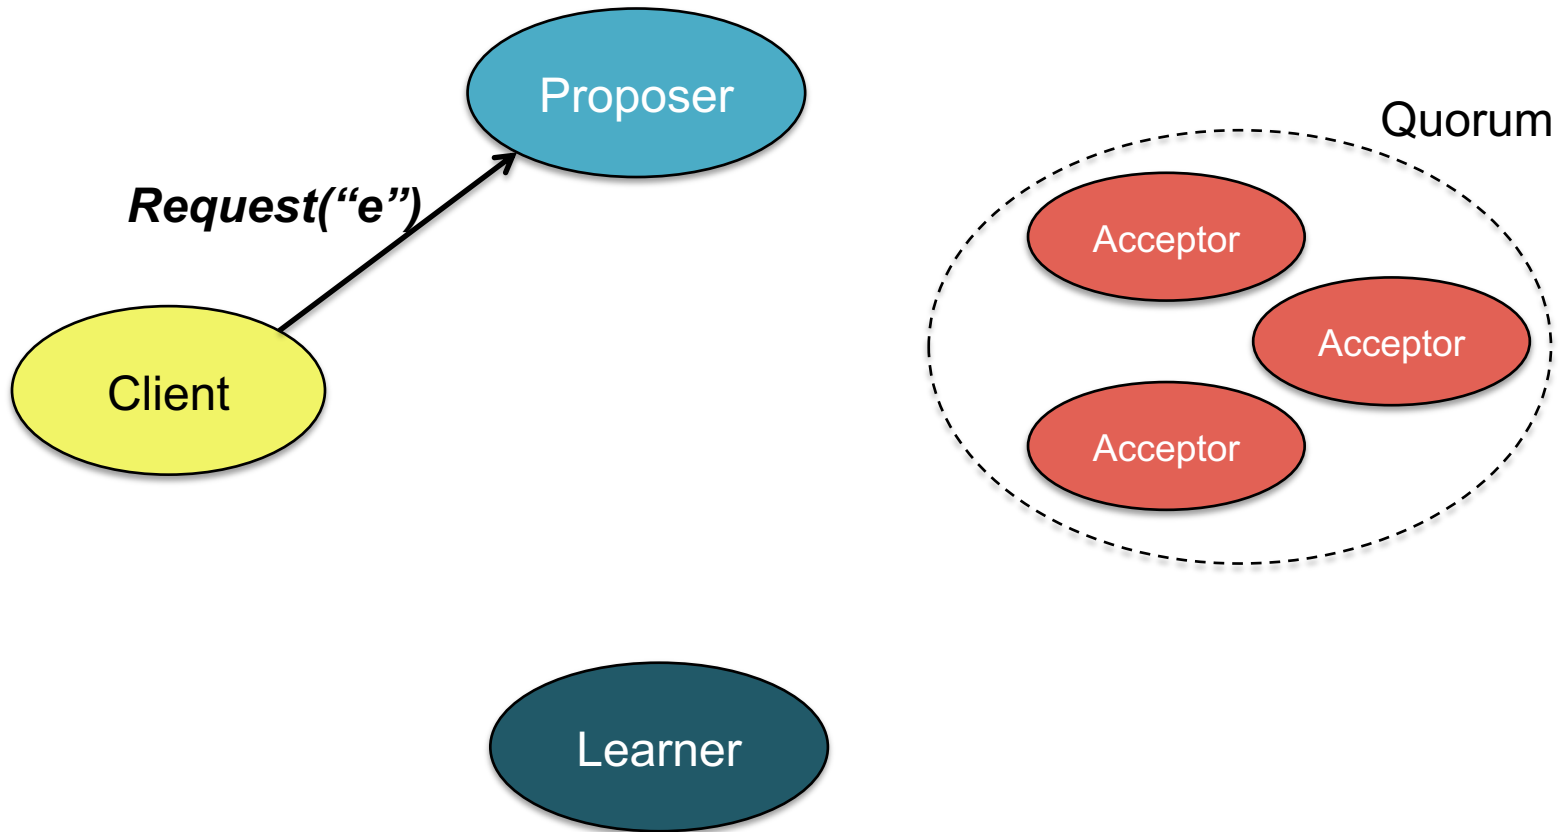 Proposer
Quorum
Request(“e”)
Acceptor
Acceptor
Client
Acceptor
Learner